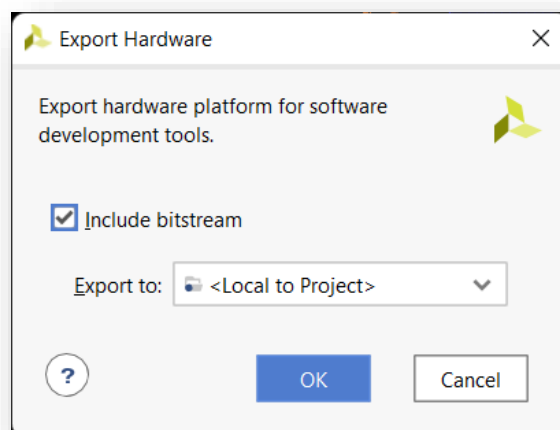 Export Hardware
Export hardware platform for software
development tools.
Include bitstream
Export to: <Local to Project>
?
OK Cancel